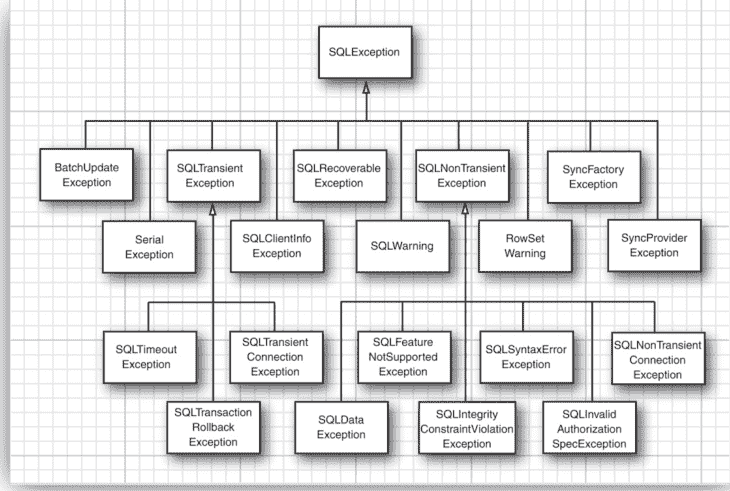 SQLException
BatchUpdate
Exception
SQLTransient
Exception
SQLRecoverable
Exception
SQLNonTransient
Exception
SyncFactory
Exception
Serial
Exception
SQLClientInfo
Exception
SQLWarning
RowSet
Warning
SyncProvider
Exception
SQLTimeout
Exception
SQLTransient
Connection
Exception
SQLFeature
NotSupported
Exception
SQLSyntaxError
Exception
SQLNonTransient
Connection
Exception
SQLTransaction
Rollback
Exception
SQLData
Exception
SQLIntegrity
ConstraintViolation
Exception
SQLInvalid
Authorization
SpecException